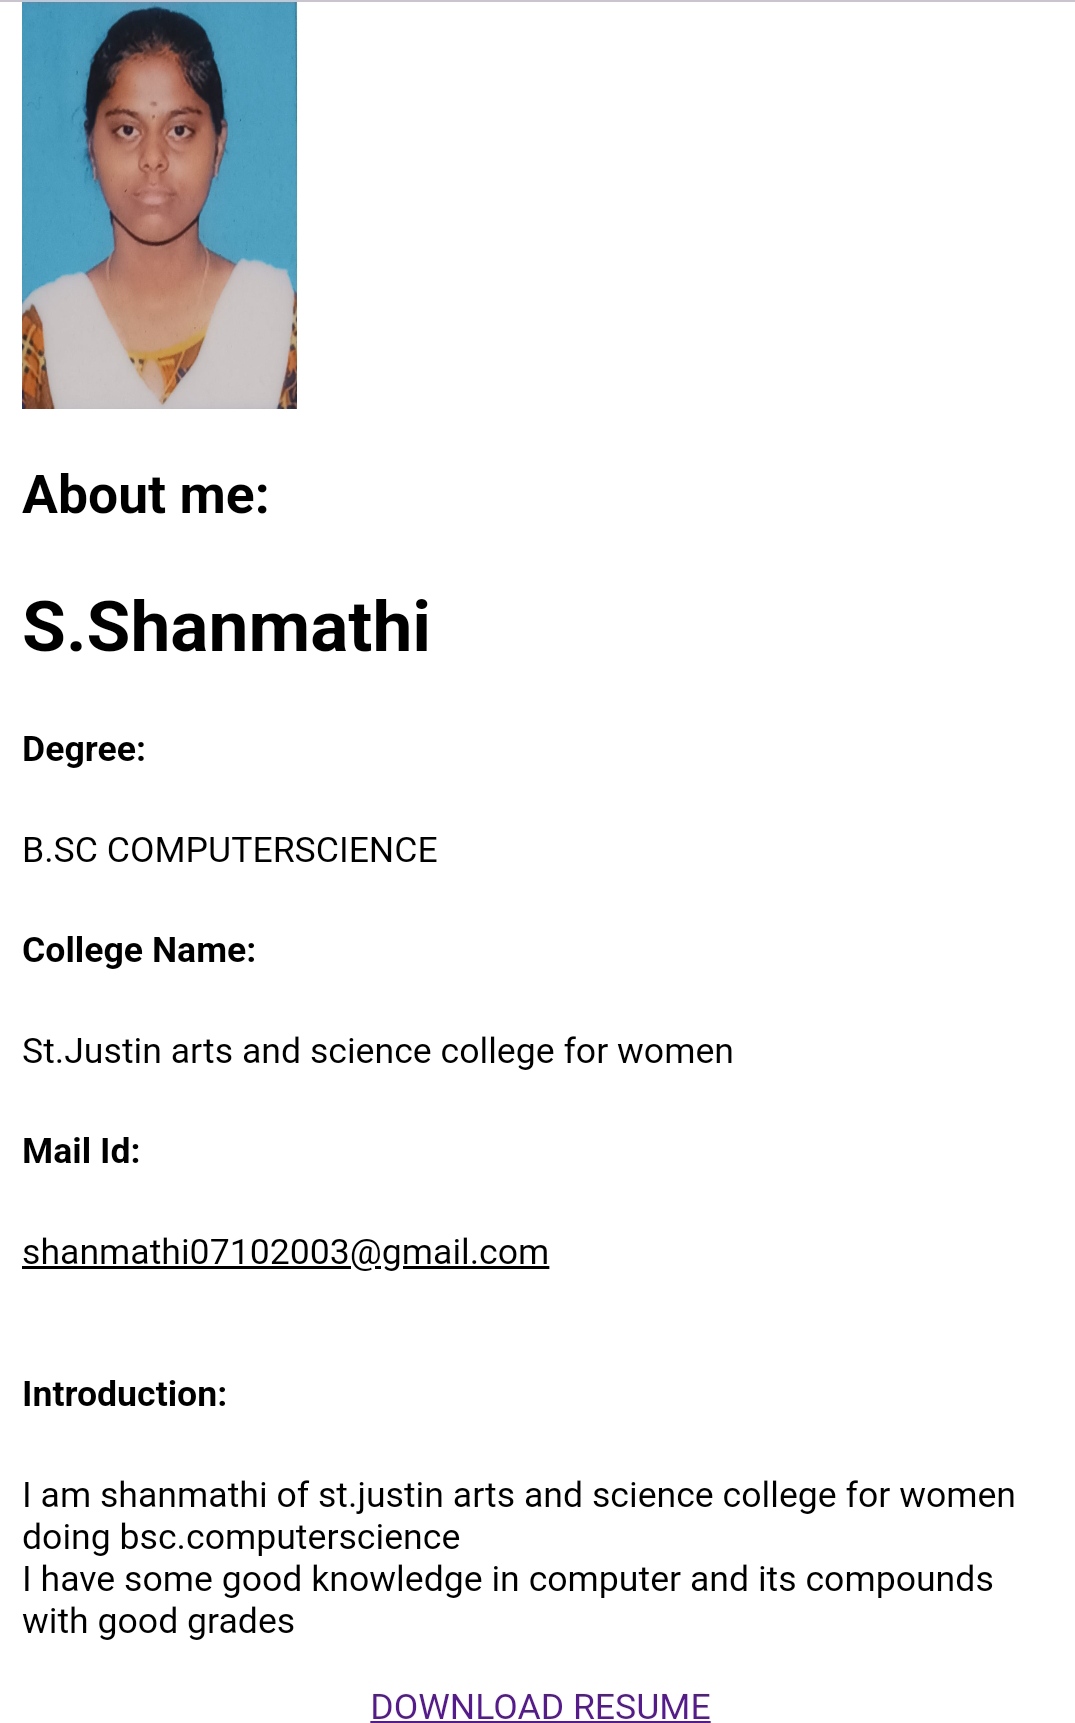 About me:
S.Shanmathi
Degree:
B.SC COMPUTERSCIENCE
College Name:
St.Justin arts and science college for women
Mail Id:
shanmathi07102003@gmail.com
Introduction:
I am shanmathi of st.justin arts and science college for women
doing bsc.computerscience
I have some good knowledge in computer and its compounds
with good grades
DOWNLOAD RESUME